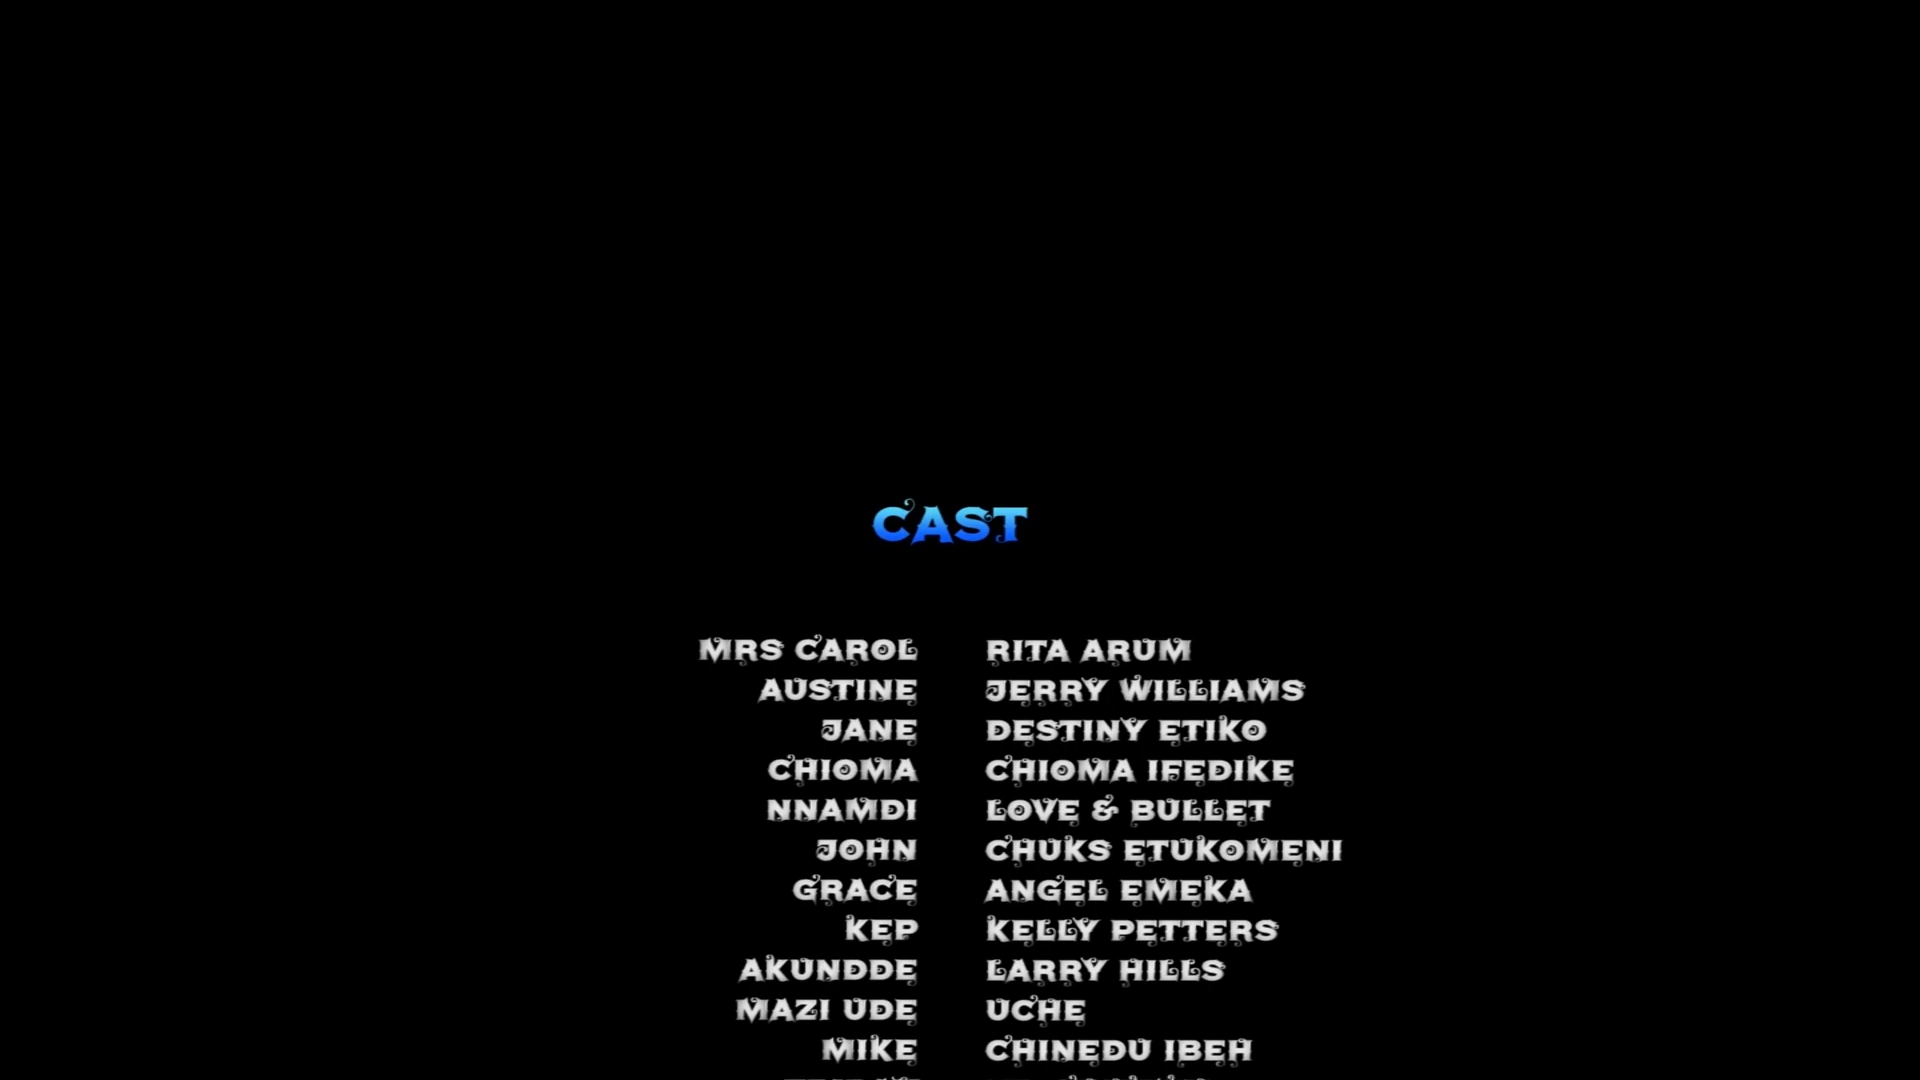 CAST
MRS CAROL RITA ARUM
AUSTINE JERRY WILLIAMS
JANE DESTINY ETIKO
CHIOMA CHIOMA IFEDIKE
NNAMDI LOVE & BULLET
JOHN CHUKS ETUKOMENI
GRACE ANGEL EMEKA
KEP KELLY PETTERS
AKUNDDE LARRY HILLS
MAZI UDE UCHE
MIKE CHINEDU IBEH